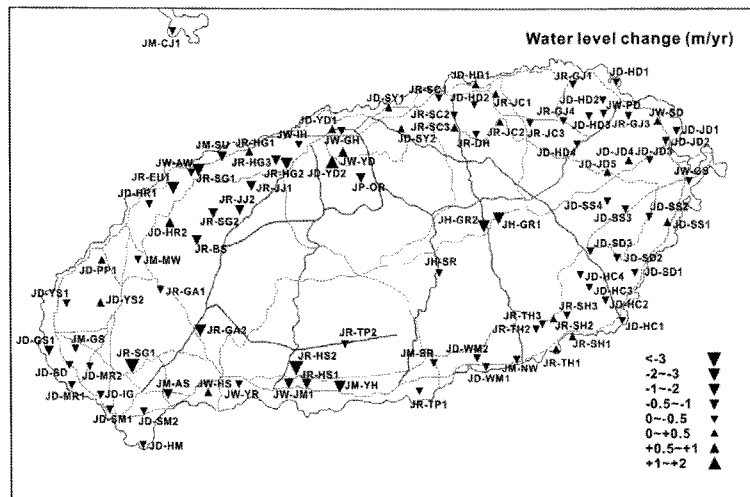 Water level change (m/yr)
JM-CJ1
JR-SC1
JD-HD1
JR-GJ1
JD-HD1
JD-SY1
JD-HD2
JR-JC1
JD-HD2
JW-PD
JW-SD
JD-YD1
JR-SC2
JR-GJ4
JD-HD3
JR-GJ3
JW-IH
JR-SC3
JR-JC2
JR-JC3
JD-JD1
JM-SU
JR-HG1
JW-GH
JD-SY2
JR-DH
JD-HD4
JD-JD2
JW-AW
JR-HG3
JW-YD
JD-JD4
JD-JD3
JR-EU1
JR-SG1
JR-HG2
JD-YD2
JP-OR
JD-JD5
JW-GS
JD-HR1
JR-JJ1
JR-JJ2
JR-SG2
JH-GR2
JH-GR1
JD-SS4
JD-SS3
JD-SS2
JD-SS1
JD-HR2
JR-BS
JD-SD3
JD-SD2
JD-PP1
JM-MW
JH-SR
JD-HC4
JD-SD1
JR-GA1
JD-HC3
JD-YS1
JD-YS2
JD-HC2
JR-TH3
JR-SH3
JD-HC1
JR-GA2
JR-TP2
JR-TH2
JR-SH2
JD-GS1
JM-GS
JR-SH1
JR-SG1
JR-HS2
JM-SR
JD-WM2
JM-NW
JR-TH1
JD-MR2
JD-WM1
JD-MR1
JD-IG
JM-AS
JW-HS
JR-HS1
JM-YH
JD-SM1
JD-SM2
JW-YR
JW-JM1
JR-TP1
JD-HM
<-3
-2~-3
-1~-2
-0.5~-1
0~-0.5
0~+0.5
+0.5~+1
+1~+2